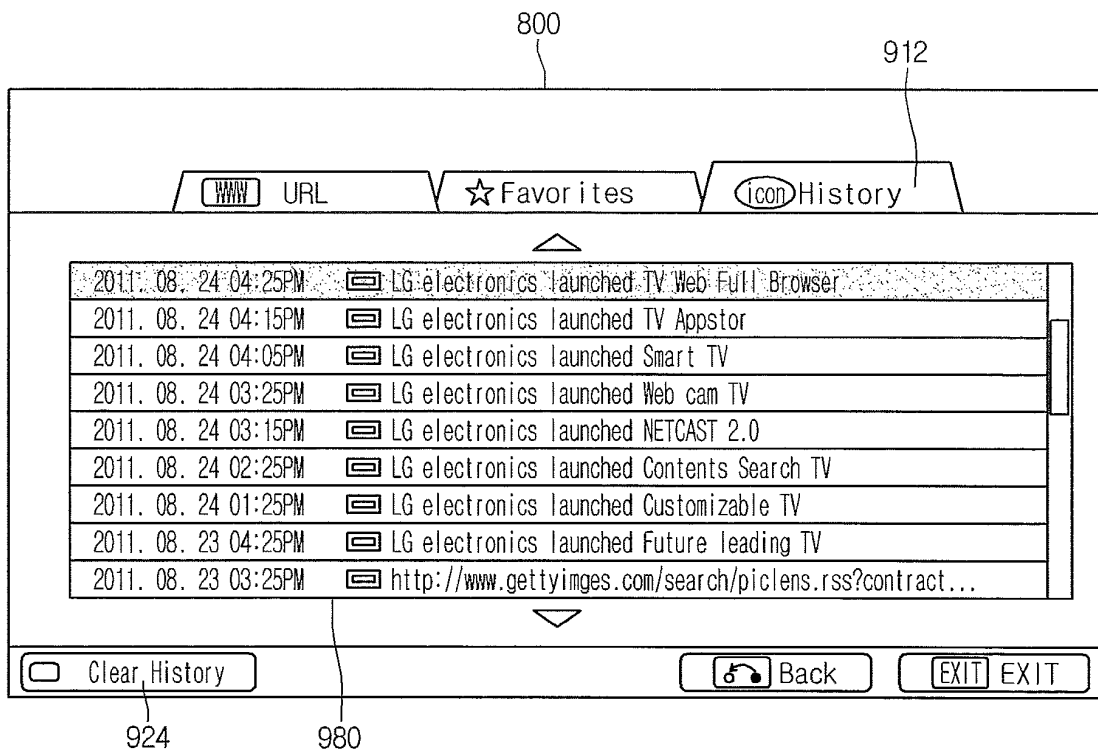 800
912
WWW URL
☆Favorites
icon History
2011. 08. 24 04:25PM LG electronics launched TV Web Full Browser
2011. 08. 24 04:15PM LG electronics launched TV Appstor
2011. 08. 24 04:05PM LG electronics launched Smart TV
2011. 08. 24 03:25PM LG electronics launched Web cam TV
2011. 08. 24 03:15PM LG electronics launched NETCAST 2.0
2011. 08. 24 02:25PM LG electronics launched Contents Search TV
2011. 08. 24 01:25PM LG electronics launched Customizable TV
2011. 08. 23 04:25PM LG electronics launched Future leading TV
2011. 08. 23 03:25PM http://www.gettyimges.com/search/piclens.rss?contract...
Clear History
Back
EXIT EXIT
924
980